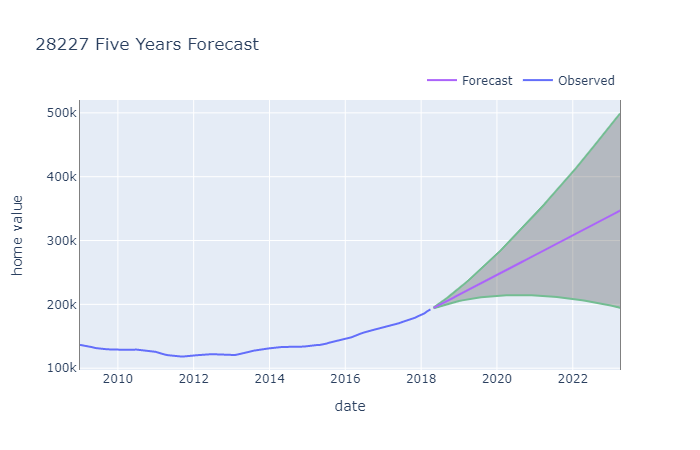 28227 Five Years Forecast
Forecast Observed
500k
400k
300k
200k
100k
home value
2010 2012 2014 2016 2018 2020 2022
date